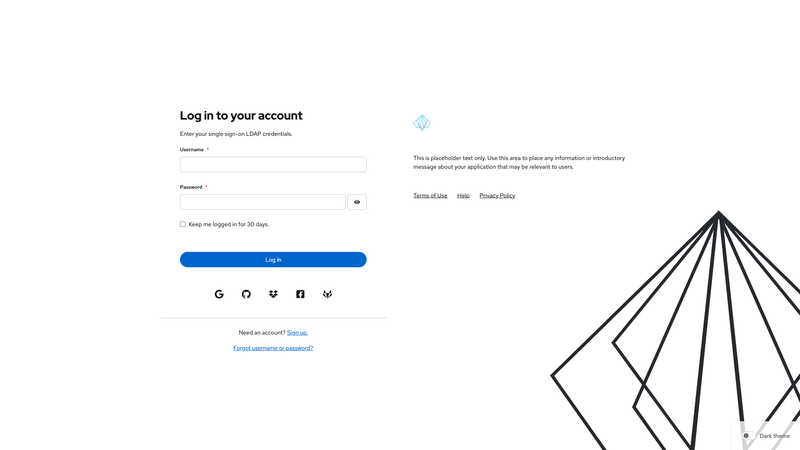 Log in to your account
Enter your single sign-on LDAP credentials.
Username *
Password *
Keep me logged in for 30 days.
Log in
Need an account? Sign up.
Forgot username or password?
This is placeholder text only. Use this area to place any information or introductory
message about your application that may be relevant to users.
Terms of Use Help Privacy Policy
Dark theme